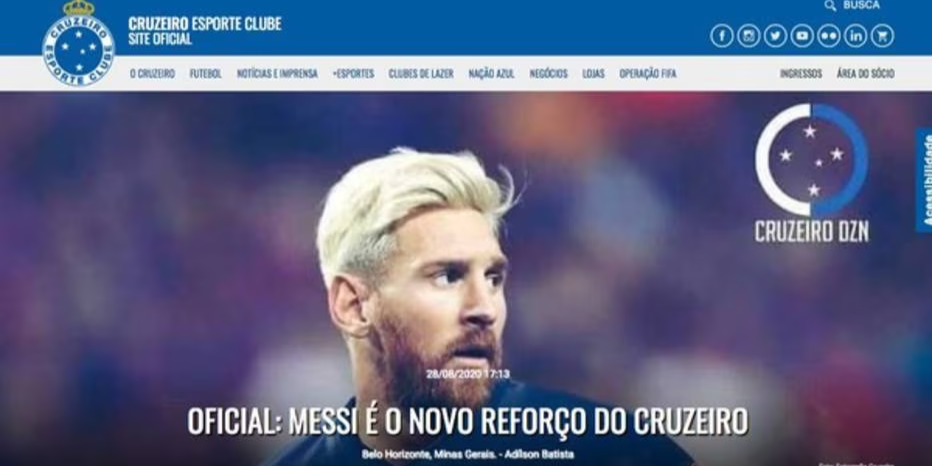 BUSCA
CRUZEIRO ESPORTE CLUBE
SITE OFICIAL
CRUZEIRO
ESPORTE CLUBE
O CRUZEIRO FUTEBOL NOTÍCIAS E IMPRENSA +ESPORTES CLUBES DE LAZER NAÇÃO AZUL NEGÓCIOS LOJAS OPERAÇÃO FIFA INGRESSOS ÁREA DO SÓCIO
Acessibilidade
CRUZEIRO DZN
28/08/2020 17:13
OFICIAL: MESSI É O NOVO REFORÇO DO CRUZEIRO
Belo Horizonte, Minas Gerais. - Adilson Batista